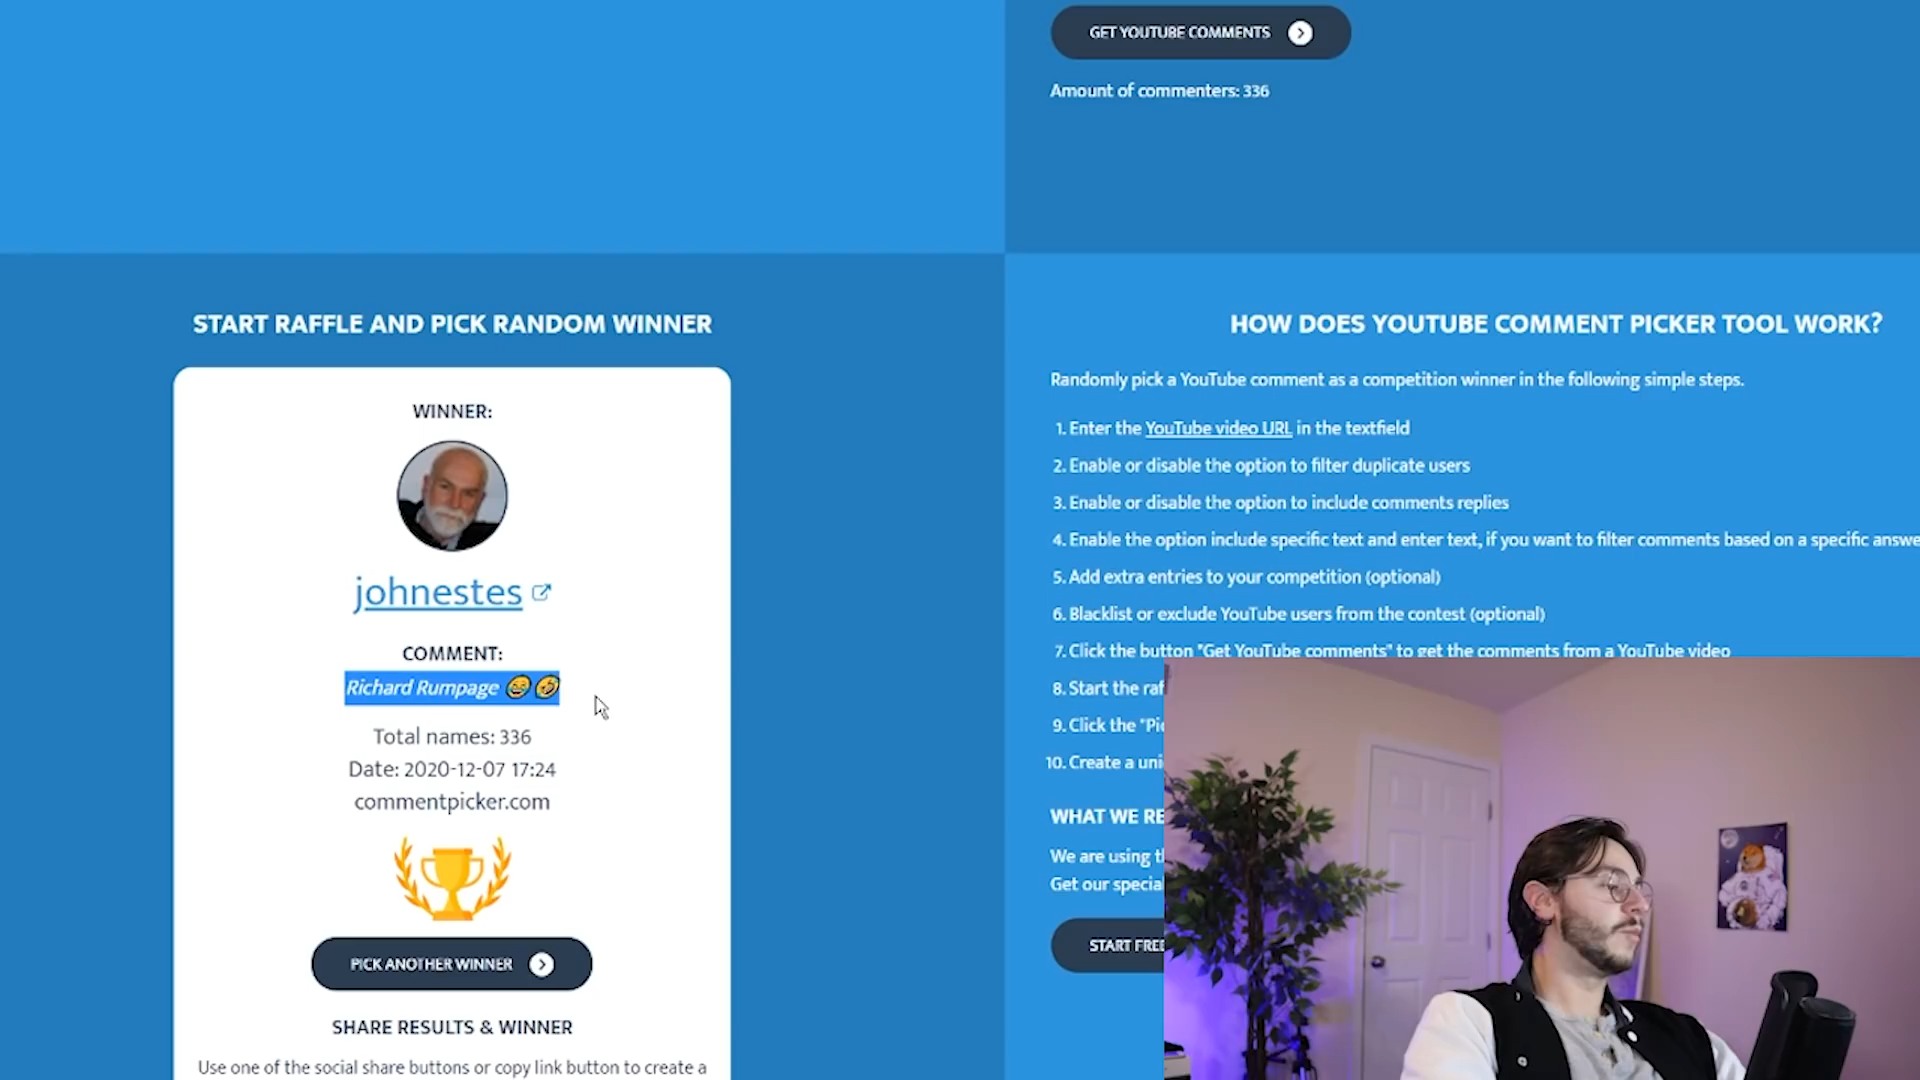 GET YOUTUBE COMMENTS
Amount of commenters: 336
START RAFFLE AND PICK RANDOM WINNER
WINNER:
johnestes
COMMENT:
Richard Rumpage 😂🤣
Total names: 336
Date: 2020-12-07 17:24
commentpicker.com
PICK ANOTHER WINNER
SHARE RESULTS & WINNER
Use one of the social share buttons or copy link button to create a
HOW DOES YOUTUBE COMMENT PICKER TOOL WORK?
Randomly pick a YouTube comment as a competition winner in the following simple steps.
1. Enter the YouTube video URL in the textfield
2. Enable or disable the option to filter duplicate users
3. Enable or disable the option to include comments replies
4. Enable the option include specific text and enter text, if you want to filter comments based on a specific answe
5. Add extra entries to your competition (optional)
6. Blacklist or exclude YouTube users from the contest (optional)
7. Click the button "Get YouTube comments" to get the comments from a YouTube video
8. Start the raf
9. Click the "Pic
10. Create a uni
WHAT WE RE
We are using t
Get our specia
START FREE